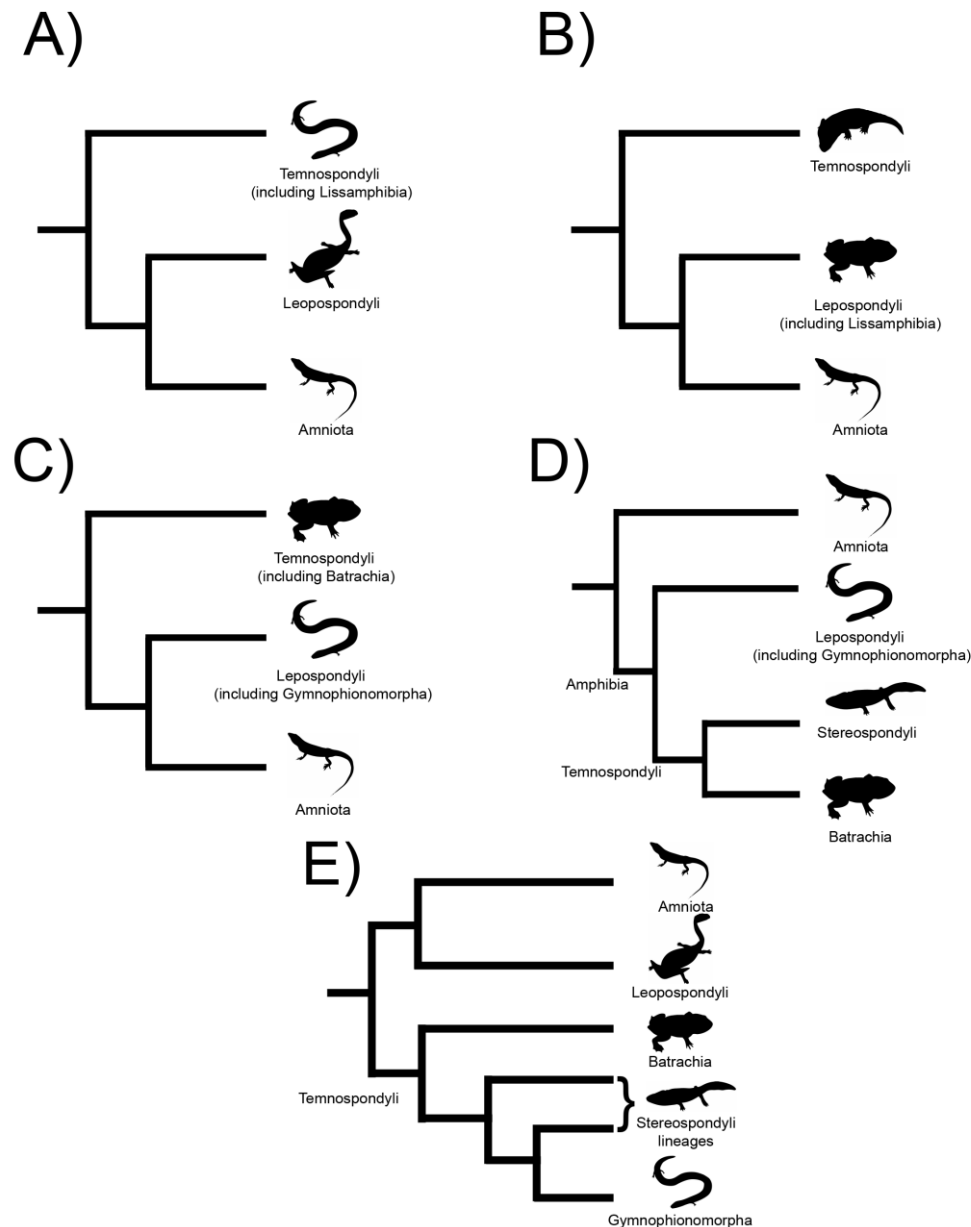 A)
Temnospondyli
(including Lissamphibia)
Leopospondyli
Amniota
B)
Temnospondyli
Lepospondyli
(including Lissamphibia)
Amniota
C)
Temnospondyli
(including Batrachia)
Lepospondyli
(including Gymnophionomorpha)
Amniota
D)
Amniota
Lepospondyli
(including Gymnophionomorpha)
Amphibia
Stereospondyli
Temnospondyli
Batrachia
E)
Amniota
Leopospondyli
Batrachia
Temnospondyli
Stereospondyli
lineages
Gymnophionomorpha